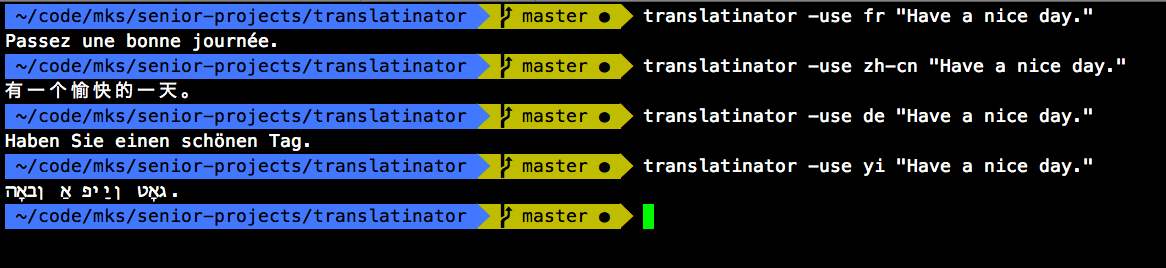 ~/code/mks/senior-projects/translatinator master ● translatinator -use fr "Have a nice day."
Passez une bonne journée.
~/code/mks/senior-projects/translatinator master ● translatinator -use zh-cn "Have a nice day."
有一个愉快的一天。
~/code/mks/senior-projects/translatinator master ● translatinator -use de "Have a nice day."
Haben Sie einen schönen Tag.
~/code/mks/senior-projects/translatinator master ● translatinator -use yi "Have a nice day."
האָבן אַ פייַן טאָג.
~/code/mks/senior-projects/translatinator master ●